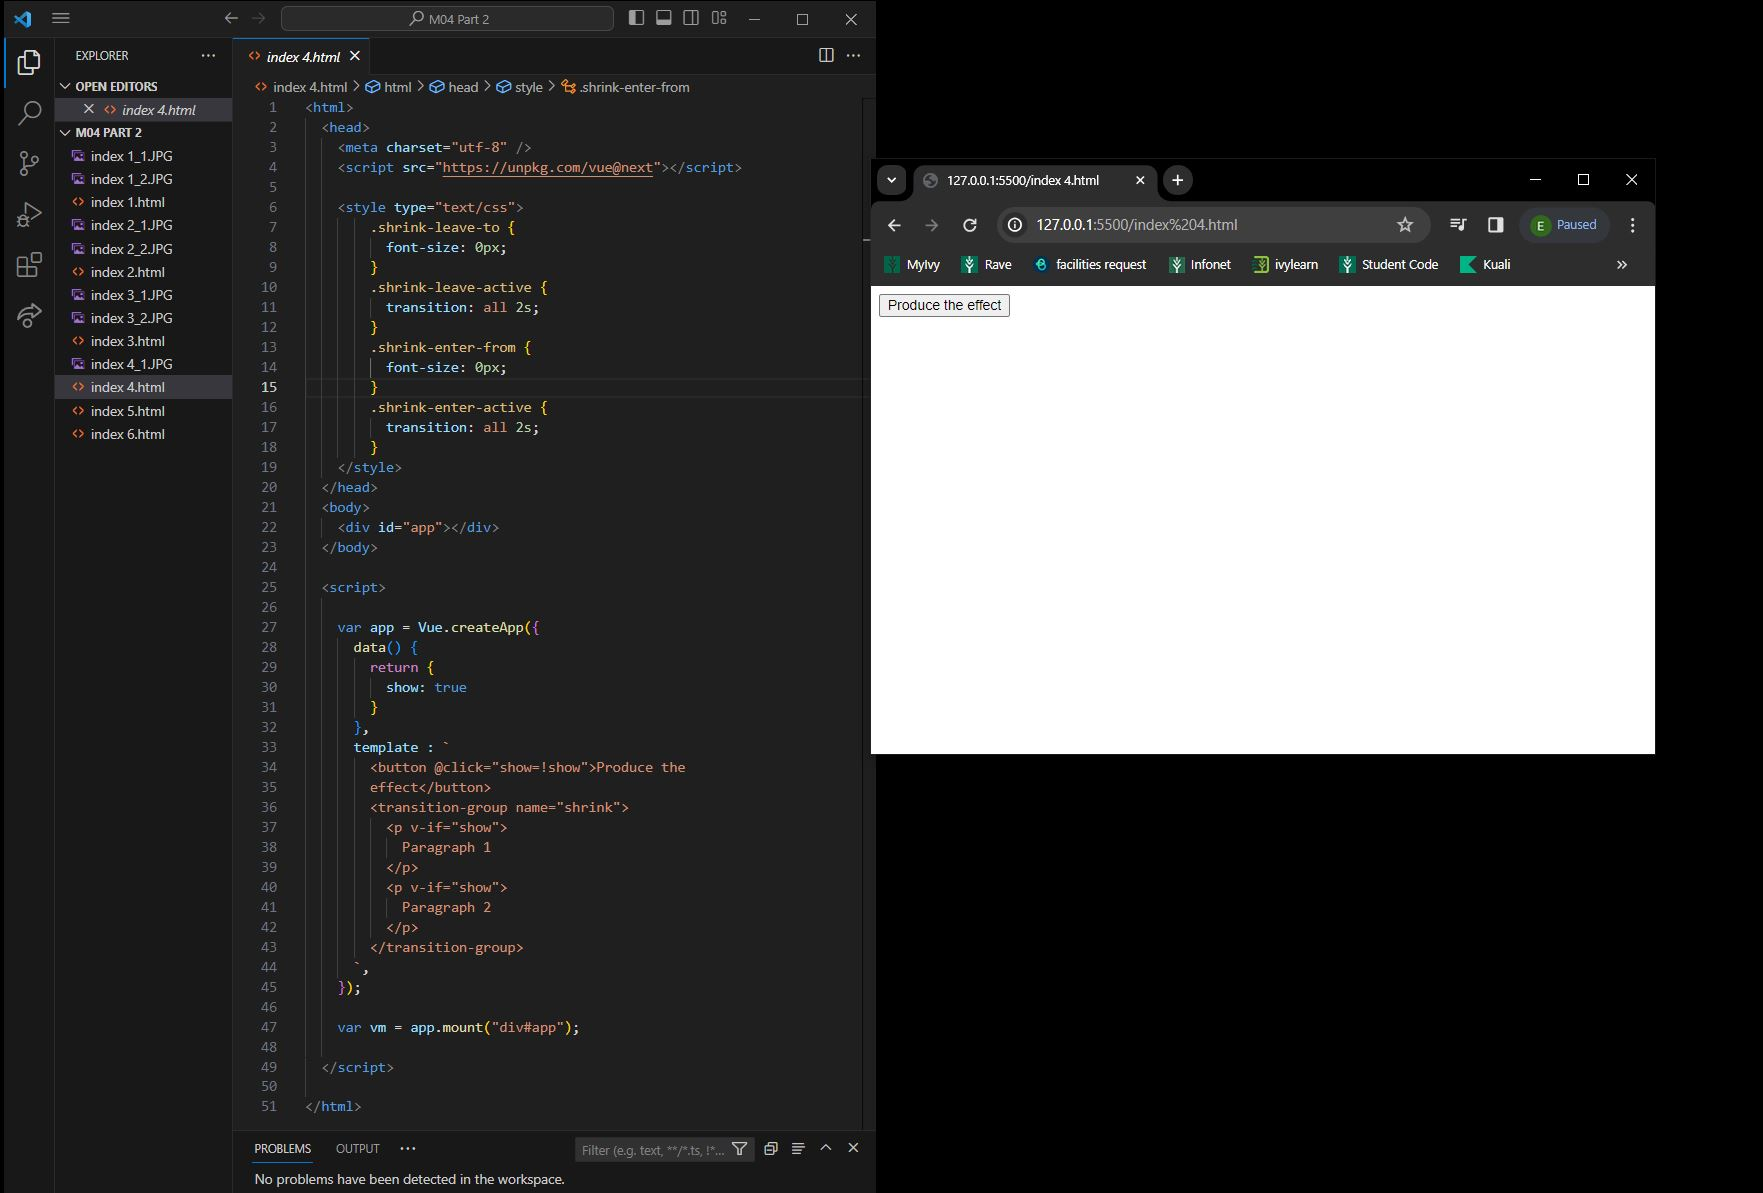 M04 Part 2
EXPLORER
OPEN EDITORS
index 4.html
M04 PART 2
index 1_1.JPG
index 1_2.JPG
index 1.html
index 2_1.JPG
index 2_2.JPG
index 2.html
index 3_1.JPG
index 3_2.JPG
index 3.html
index 4_1.JPG
index 4.html
index 5.html
index 6.html
index 4.html
index 4.html > html > head > style > .shrink-enter-from
1 <html>
2 <head>
3 <meta charset="utf-8" />
4 <script src="https://unpkg.com/vue@next"></script>
5
6 <style type="text/css">
7 .shrink-leave-to {
8 font-size: 0px;
9 }
10 .shrink-leave-active {
11 transition: all 2s;
12 }
13 .shrink-enter-from {
14 font-size: 0px;
15 }
16 .shrink-enter-active {
17 transition: all 2s;
18 }
19 </style>
20 </head>
21 <body>
22 <div id="app"></div>
23 </body>
24
25 <script>
26
27 var app = Vue.createApp({
28 data() {
29 return {
30 show: true
31 }
32 },
33 template : `
34 <button @click="show=!show">Produce the
35 effect</button>
36 <transition-group name="shrink">
37 <p v-if="show">
38 Paragraph 1
39 </p>
40 <p v-if="show">
41 Paragraph 2
42 </p>
43 </transition-group>
44 `,
45 });
46
47 var vm = app.mount("div#app");
48
49 </script>
50
51 </html>
PROBLEMS OUTPUT
Filter (e.g. text, **/*.ts, !*...
No problems have been detected in the workspace.
127.0.0.1:5500/index 4.html
127.0.0.1:5500/index%204.html
E Paused
MyIvy Rave facilities request Infonet ivylearn Student Code Kuali
Produce the effect